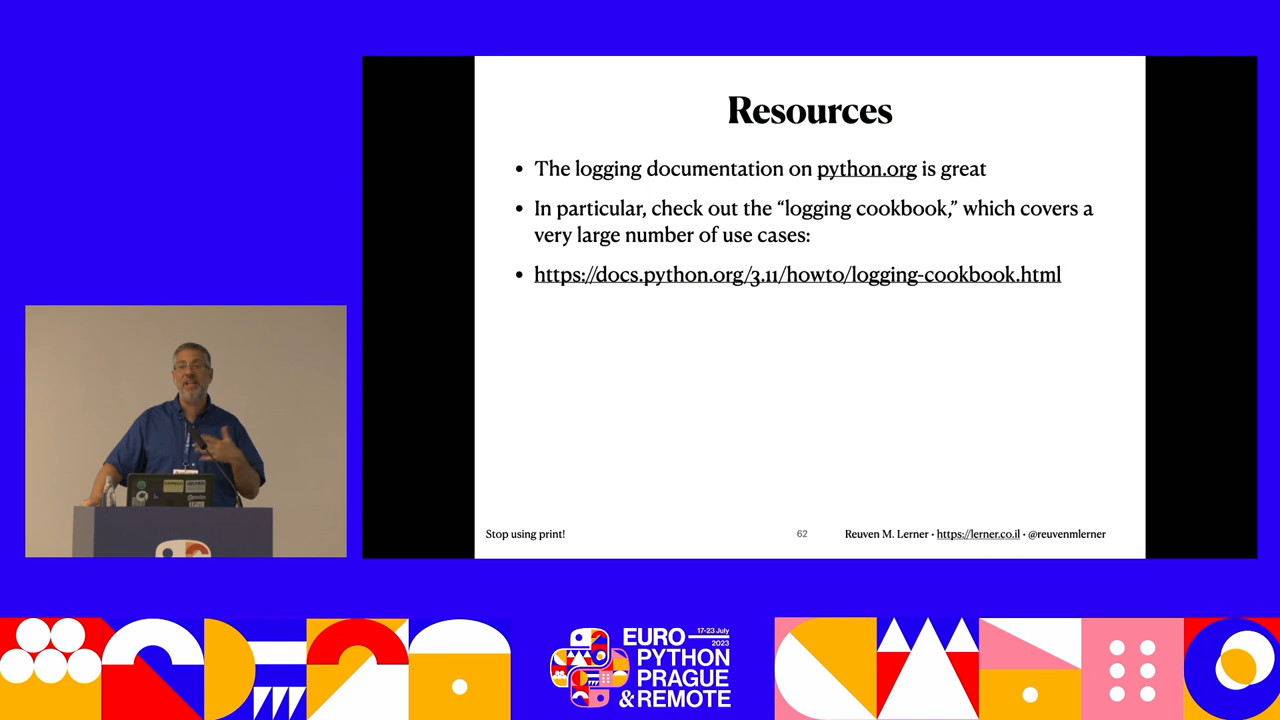 Resources
• The logging documentation on python.org is great
• In particular, check out the “logging cookbook,” which covers a
very large number of use cases:
• https://docs.python.org/3.11/howto/logging-cookbook.html
Stop using print!
62
Reuven M. Lerner • https://lerner.co.il • @reuvenmlerner
EURO
17-23 July
2023
PYTHON
PRAGUE
& REMOTE